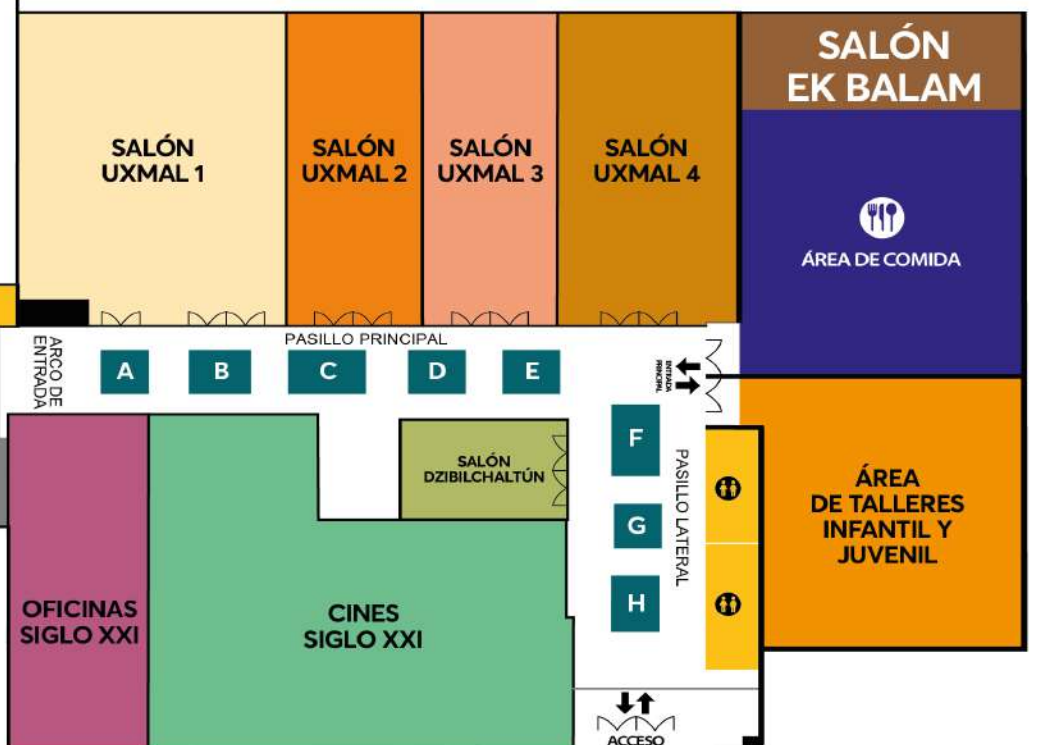 SALÓN
UXMAL 1
SALÓN
UXMAL 2
SALÓN
UXMAL 3
SALÓN
UXMAL 4
SALÓN
EK BALAM
ÁREA DE COMIDA
PASILLO PRINCIPAL
ARCO DE
ENTRADA
A
B
C
D
E
ENTRADA
PRINCIPAL
F
G
H
PASILLO LATERAL
SALÓN
DZIBILCHALTÚN
ÁREA
DE TALLERES
INFANTIL Y
JUVENIL
OFICINAS
SIGLO XXI
CINES
SIGLO XXI
ACCESO